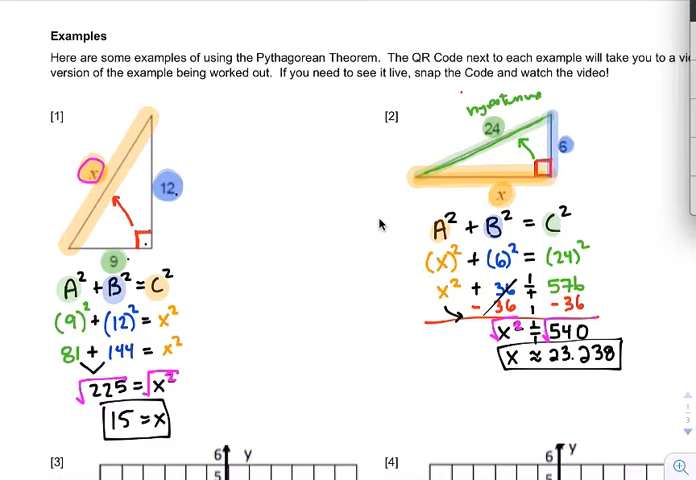 Examples
Here are some examples of using the Pythagorean Theorem. The QR Code next to each example will take you to a vi
version of the example being worked out. If you need to see it live, snap the Code and watch the video!
[1]
x
12.
9
A² + B² = C²
(9)² + (12)² = x²
81 + 144 = x²
√225 = √x²
15 = x
[2]
hypotenuse
24
6
x
A² + B² = C²
(x)² + (6)² = (24)²
x² + 36 = 576
- 36 - 36
√x² = √540
x ≈ 23.238
[3]
6 y
5
[4]
6 y
5
1
3